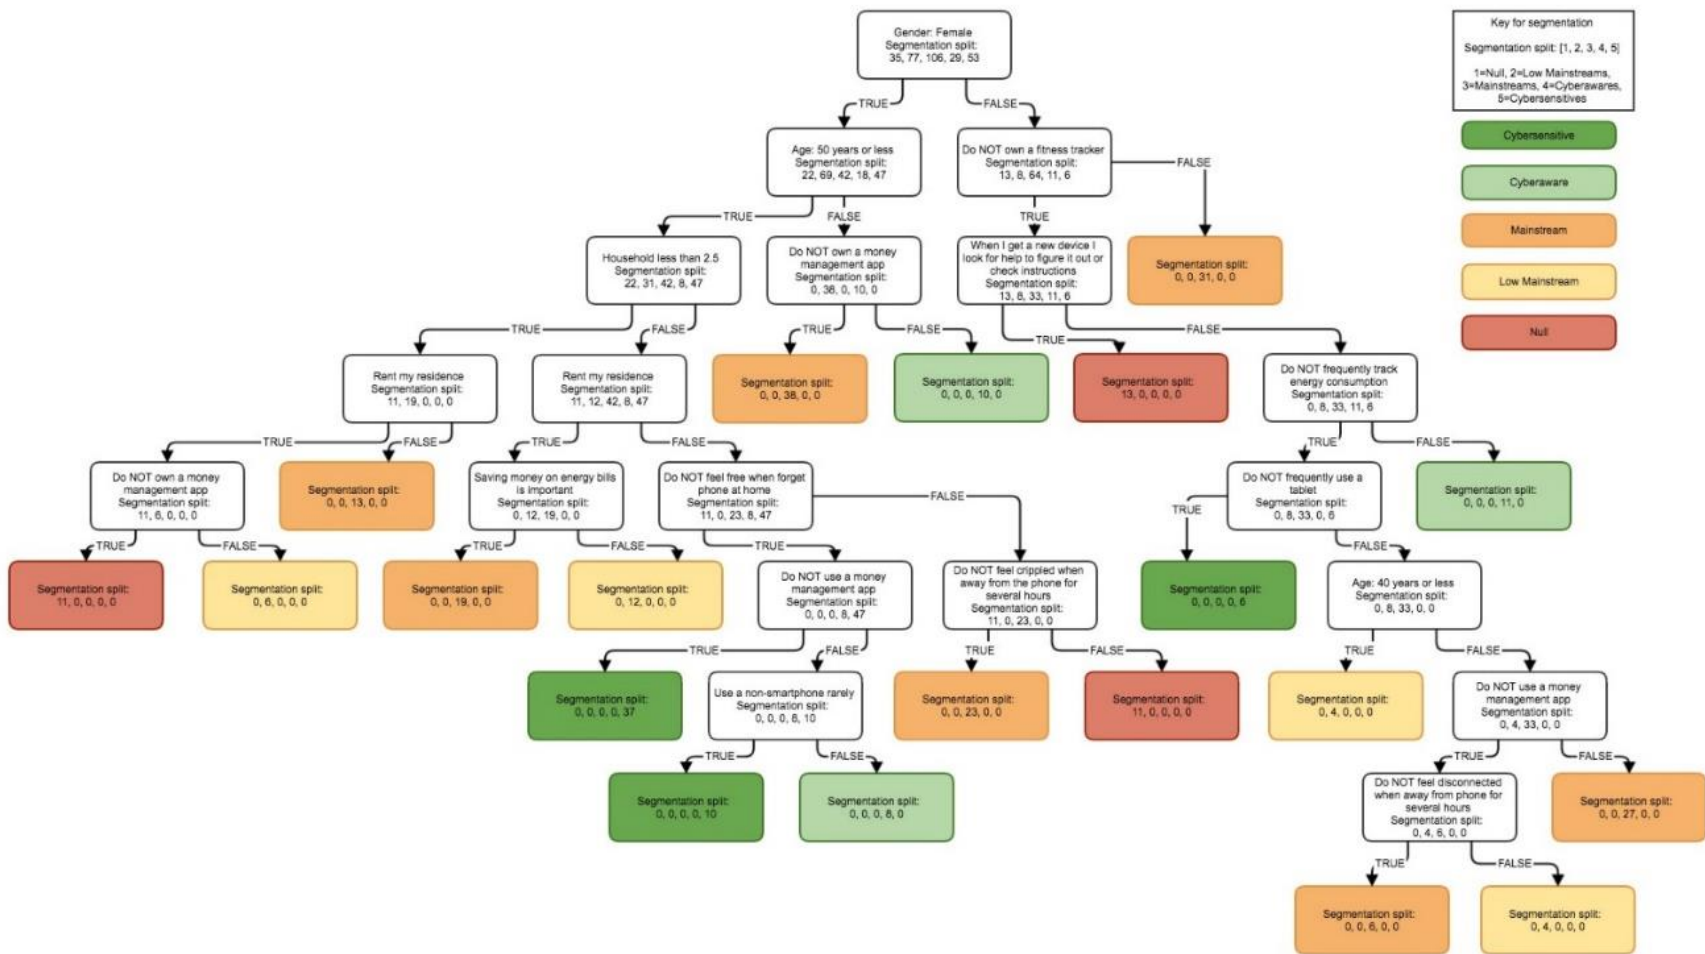 Gender: Female
Segmentation split:
35, 77, 106, 29, 53
Key for segmentation
Segmentation split: [1, 2, 3, 4, 5]
1=Null, 2=Low Mainstreams,
3=Mainstreams, 4=Cyberawares,
5=Cybersensitives
Cybersensitive
Cyberaware
Mainstream
Low Mainstream
Null
TRUE
FALSE
Age: 50 years or less
Segmentation split:
22, 69, 42, 18, 47
Do NOT own a fitness tracker
Segmentation split:
13, 8, 64, 11, 6
FALSE
TRUE
FALSE
TRUE
Household less than 2.5
Segmentation split:
22, 31, 42, 8, 47
Do NOT own a money
management app
Segmentation split:
0, 38, 0, 10, 0
When I get a new device I
look for help to figure it out or
check instructions
Segmentation split:
13, 8, 33, 11, 6
Segmentation split:
0, 0, 31, 0, 0
TRUE
FALSE
TRUE
FALSE
TRUE
FALSE
Rent my residence
Segmentation split:
11, 19, 0, 0, 0
Rent my residence
Segmentation split:
11, 12, 42, 8, 47
Segmentation split:
0, 0, 38, 0, 0
Segmentation split:
0, 0, 0, 10, 0
Segmentation split:
13, 0, 0, 0, 0
Do NOT frequently track
energy consumption
Segmentation split:
0, 8, 33, 11, 6
TRUE
FALSE
TRUE
FALSE
TRUE
FALSE
Do NOT own a money
management app
Segmentation split:
11, 6, 0, 0, 0
Segmentation split:
0, 0, 13, 0, 0
Saving money on energy bills
is important
Segmentation split:
0, 12, 19, 0, 0
Do NOT feel free when forget
phone at home
Segmentation split:
11, 0, 23, 8, 47
FALSE
Do NOT frequently use a
tablet
Segmentation split:
0, 8, 33, 0, 6
Segmentation split:
0, 0, 0, 11, 0
TRUE
FALSE
TRUE
FALSE
TRUE
TRUE
FALSE
Segmentation split:
11, 0, 0, 0, 0
Segmentation split:
0, 6, 0, 0, 0
Segmentation split:
0, 0, 19, 0, 0
Segmentation split:
0, 12, 0, 0, 0
Do NOT use a money
management app
Segmentation split:
0, 0, 0, 8, 47
Do NOT feel crippled when
away from the phone for
several hours
Segmentation split:
11, 0, 23, 0, 0
Segmentation split:
0, 0, 0, 0, 6
Age: 40 years or less
Segmentation split:
0, 8, 33, 0, 0
TRUE
FALSE
TRUE
FALSE
TRUE
FALSE
Segmentation split:
0, 0, 0, 0, 37
Use a non-smartphone rarely
Segmentation split:
0, 0, 0, 8, 10
Segmentation split:
0, 0, 23, 0, 0
Segmentation split:
11, 0, 0, 0, 0
Segmentation split:
0, 4, 0, 0, 0
Do NOT use a money
management app
Segmentation split:
0, 4, 33, 0, 0
TRUE
FALSE
TRUE
FALSE
Segmentation split:
0, 0, 0, 0, 10
Segmentation split:
0, 0, 0, 8, 0
Do NOT feel disconnected
when away from phone for
several hours
Segmentation split:
0, 4, 6, 0, 0
Segmentation split:
0, 0, 27, 0, 0
TRUE
FALSE
Segmentation split:
0, 0, 6, 0, 0
Segmentation split:
0, 4, 0, 0, 0